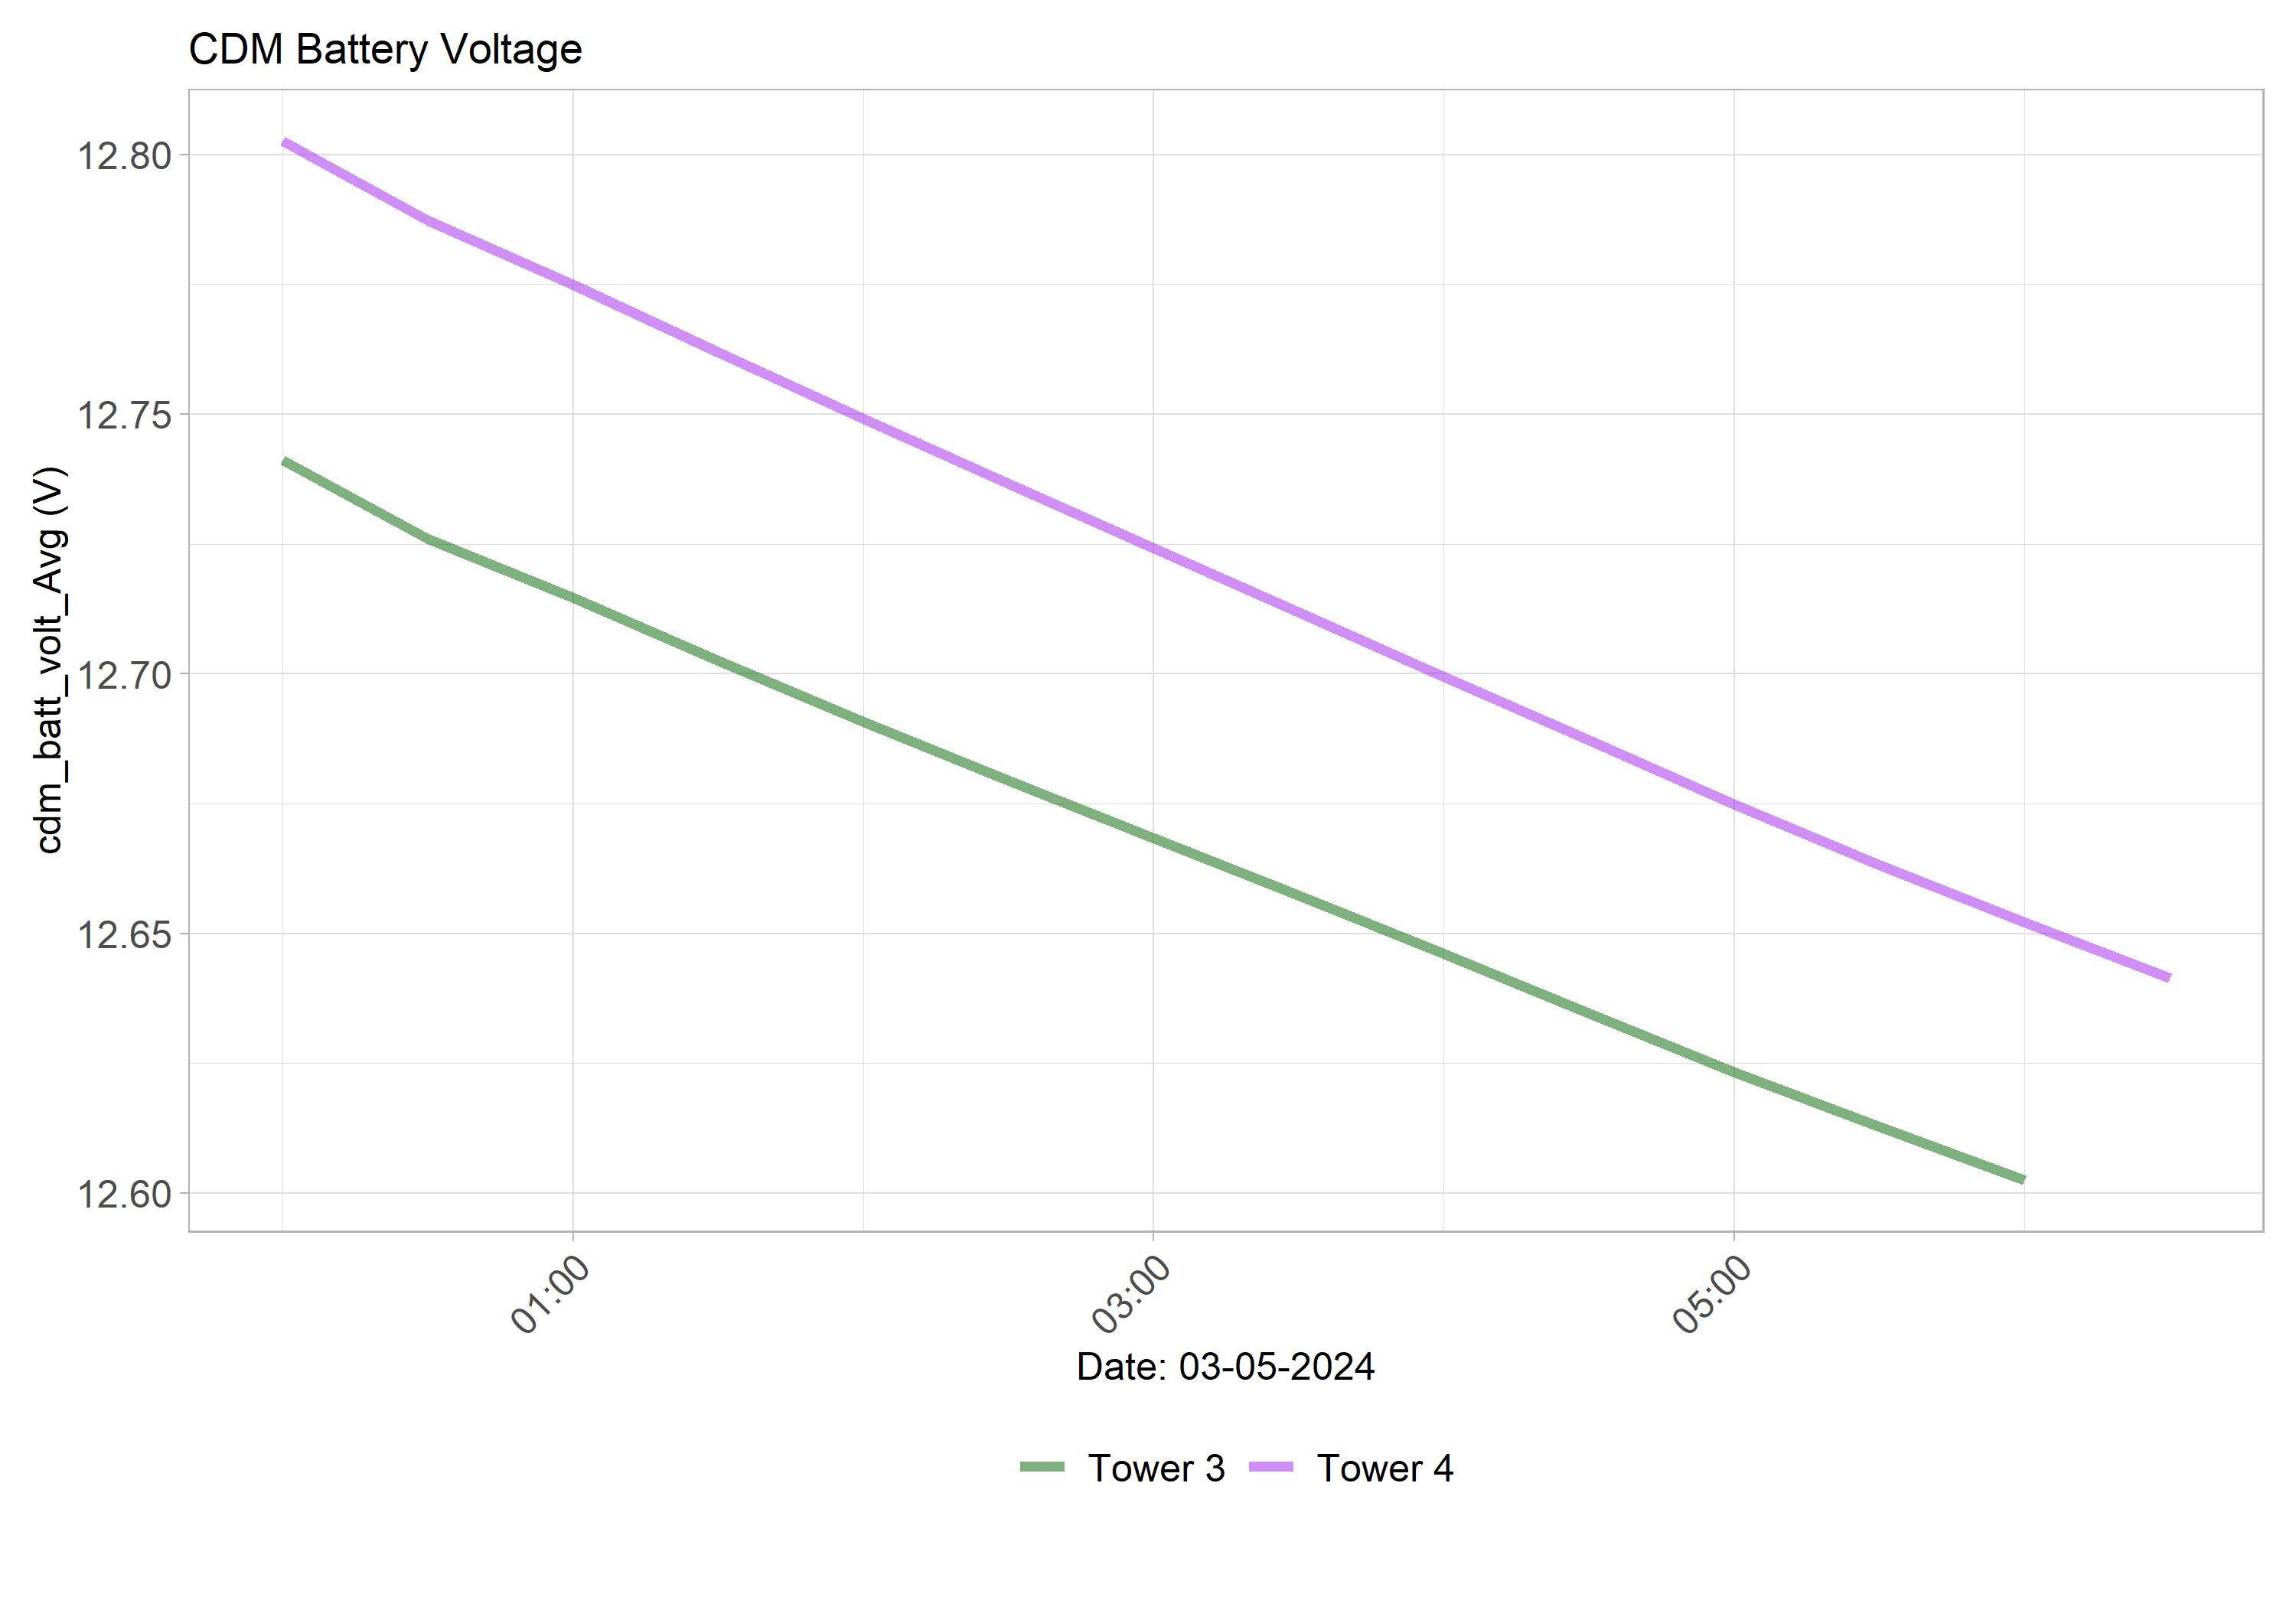 CDM Battery Voltage
cdm_batt_volt_Avg (V)
12.80
12.75
12.70
12.65
12.60
01:00 03:00 05:00
Date: 03-05-2024
Tower 3 Tower 4